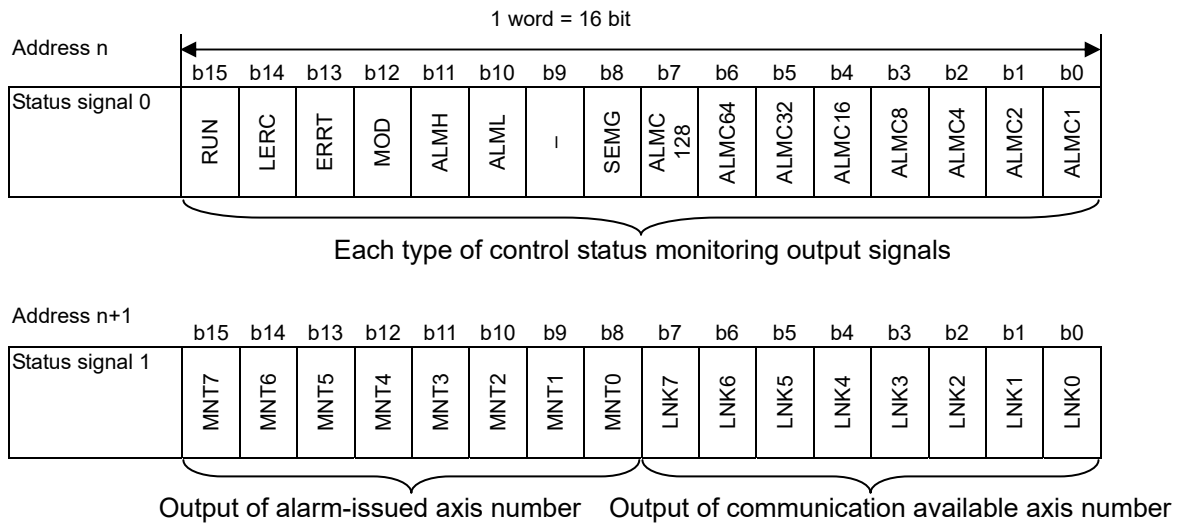 1 word = 16 bit
Address n
b15 b14 b13 b12 b11 b10 b9 b8 b7 b6 b5 b4 b3 b2 b1 b0
Status signal 0 RUN LERC ERRT MOD ALMH ALML – SEMG ALMC 128 ALMC64 ALMC32 ALMC16 ALMC8 ALMC4 ALMC2 ALMC1
Each type of control status monitoring output signals
Address n+1
b15 b14 b13 b12 b11 b10 b9 b8 b7 b6 b5 b4 b3 b2 b1 b0
Status signal 1 MNT7 MNT6 MNT5 MNT4 MNT3 MNT2 MNT1 MNT0 LNK7 LNK6 LNK5 LNK4 LNK3 LNK2 LNK1 LNK0
Output of alarm-issued axis number Output of communication available axis number